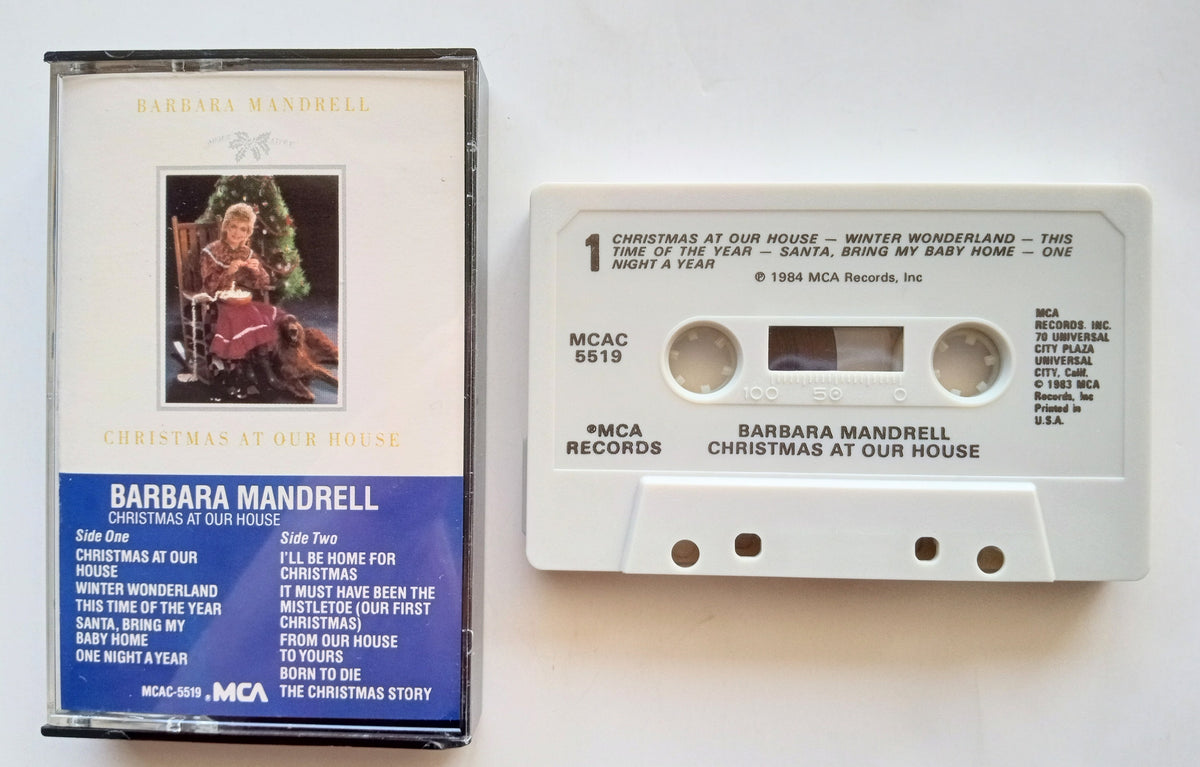 BARBARA MANDRELL
CHRISTMAS AT OUR HOUSE
BARBARA MANDRELL
CHRISTMAS AT OUR HOUSE
Side One
CHRISTMAS AT OUR
HOUSE
WINTER WONDERLAND
THIS TIME OF THE YEAR
SANTA, BRING MY
BABY HOME
ONE NIGHT A YEAR
Side Two
I'LL BE HOME FOR
CHRISTMAS
IT MUST HAVE BEEN THE
MISTLETOE (OUR FIRST
CHRISTMAS)
FROM OUR HOUSE
TO YOURS
BORN TO DIE
THE CHRISTMAS STORY
MCAC-5519 MCA
1 CHRISTMAS AT OUR HOUSE — WINTER WONDERLAND — THIS
TIME OF THE YEAR — SANTA, BRING MY BABY HOME — ONE
NIGHT A YEAR
℗ 1984 MCA Records, Inc
MCAC
5519
100 50 0
®MCA
RECORDS
BARBARA MANDRELL
CHRISTMAS AT OUR HOUSE
MCA
RECORDS. INC.
70 UNIVERSAL
CITY PLAZA
UNIVERSAL
CITY, Calif.
© 1983 MCA
Records, Inc
Printed in
U.S.A.